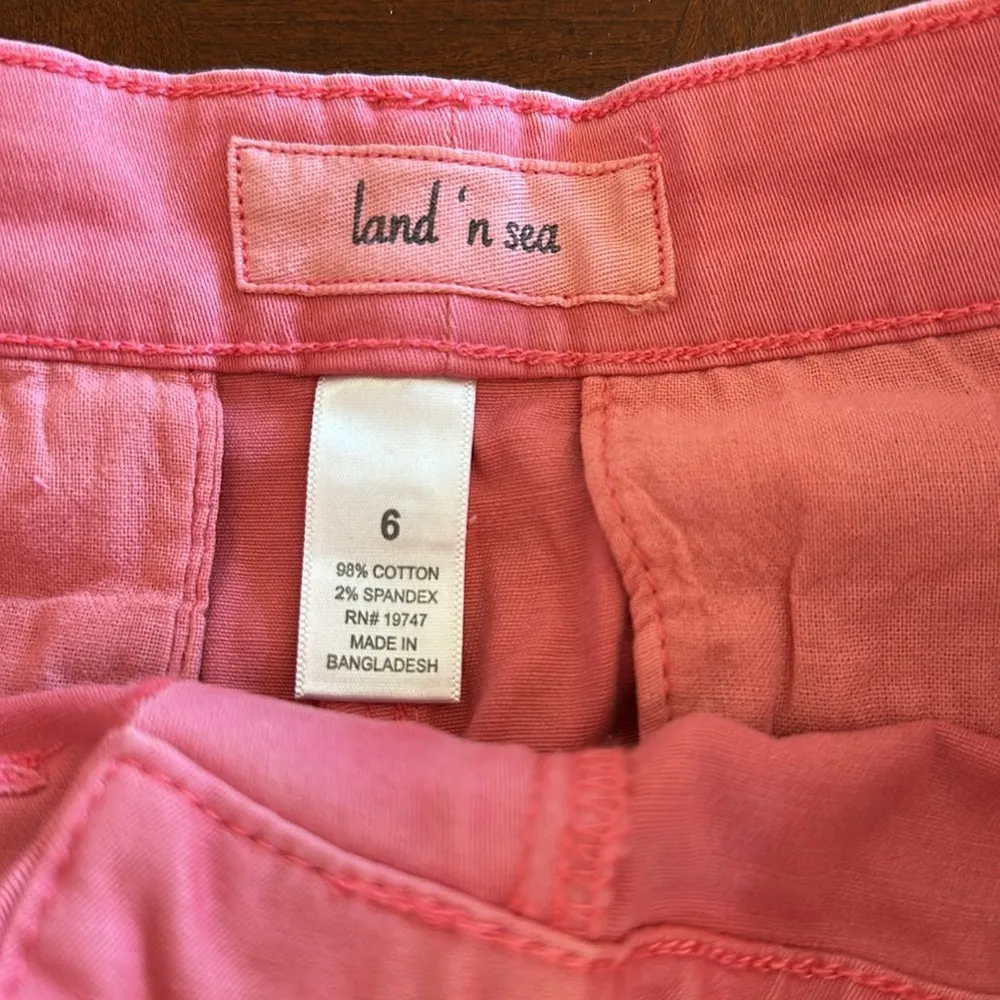 land 'n sea
6
98% COTTON
2% SPANDEX
RN# 19747
MADE IN
BANGLADESH